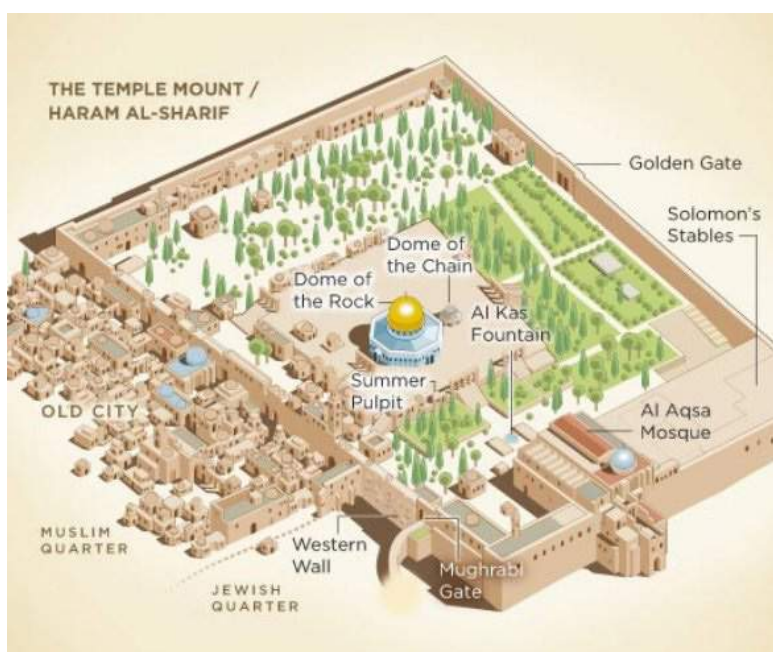 THE TEMPLE MOUNT /
HARAM AL-SHARIF
Golden Gate
Solomon's
Stables
Dome of
the Chain
Dome of
the Rock
Al Kas
Fountain
Summer
Pulpit
OLD CITY
Al Aqsa
Mosque
MUSLIM
QUARTER
Western
Wall
Mughrabi
Gate
JEWISH
QUARTER